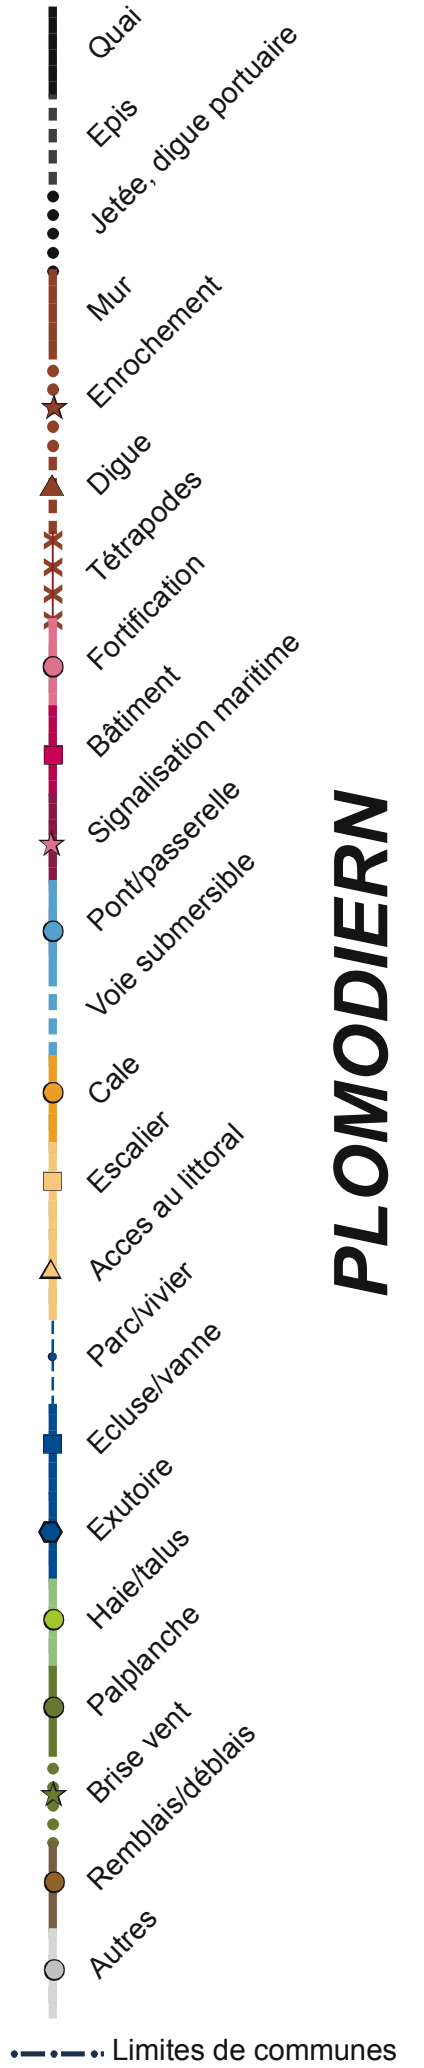 Quai
Epis
Jetée, digue portuaire
Mur
Enrochement
Digue
Tétrapodes
Fortification
Bâtiment
Signalisation maritime
Pont/passerelle
Voie submersible
Cale
Escalier
Acces au littoral
Parc/vivier
Ecluse/vanne
Exutoire
Haie/talus
Palplanche
Brise vent
Remblais/déblais
Autres
Limites de communes
PLOMODIERN